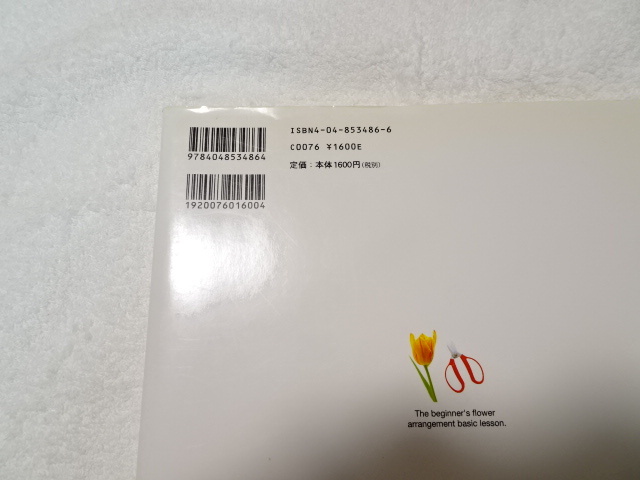 ISBN4-04-853486-6
9784048534864
C0076 ¥1600E
定価：本体1600円(税別)
1920076016004
The beginner's flower
arrangement basic lesson.